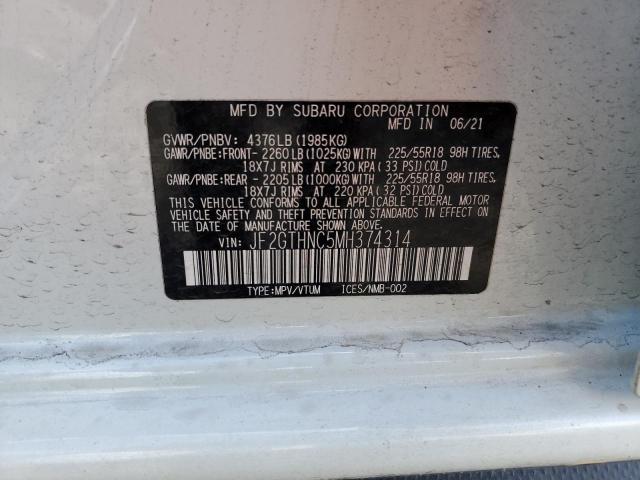 MFD BY SUBARU CORPORATION
MFD IN 06/21
GVWR/PNBV: 4376LB(1985KG)
GAWR/PNBE:FRONT- 2260LB(1025KG)WITH 225/55R18 98H TIRES,
18X7J RIMS AT 230 KPA(33 PSI)COLD
GAWR/PNBE:REAR - 2205LB(1000KG)WITH 225/55R18 98H TIRES,
18X7J RIMS AT 220 KPA(32 PSI)COLD
THIS VEHICLE CONFORMS TO ALL APPLICABLE FEDERAL MOTOR
VEHICLE SAFETY AND THEFT PREVENTION STANDARDS IN EFFECT ON
THE DATE OF MANUFACTURE SHOWN ABOVE.
VIN: JF2GTHNC5MH374314
TYPE:MPV/VTUM ICES/NMB-002